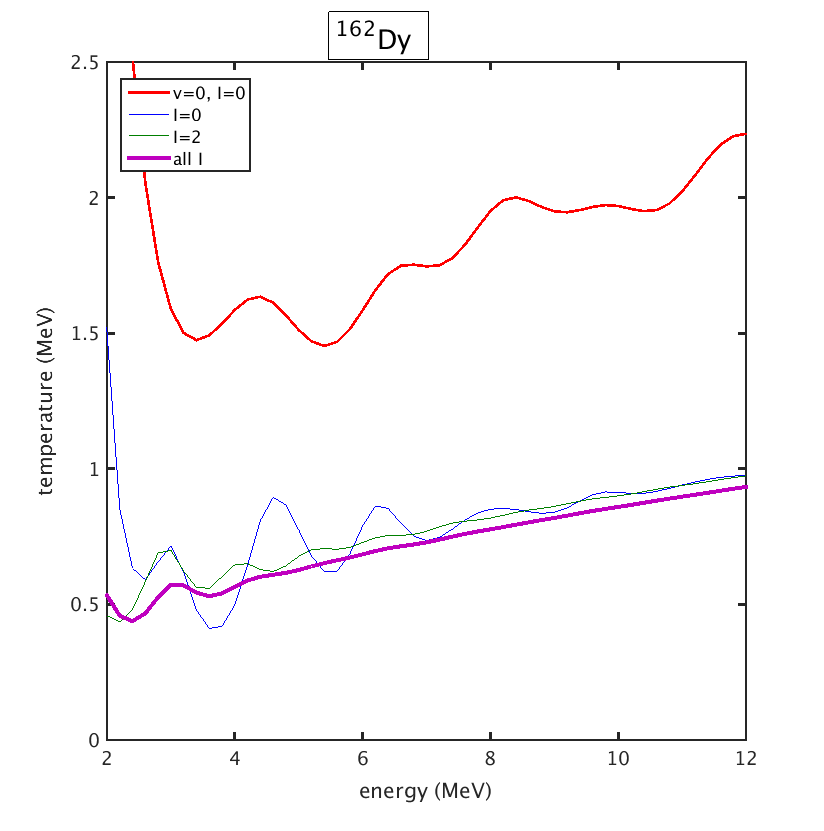 ¹⁶²Dy
2.5
2
1.5
1
0.5
0
v=0, I=0
I=0
I=2
all I
temperature (MeV)
2 4 6 8 10 12
energy (MeV)